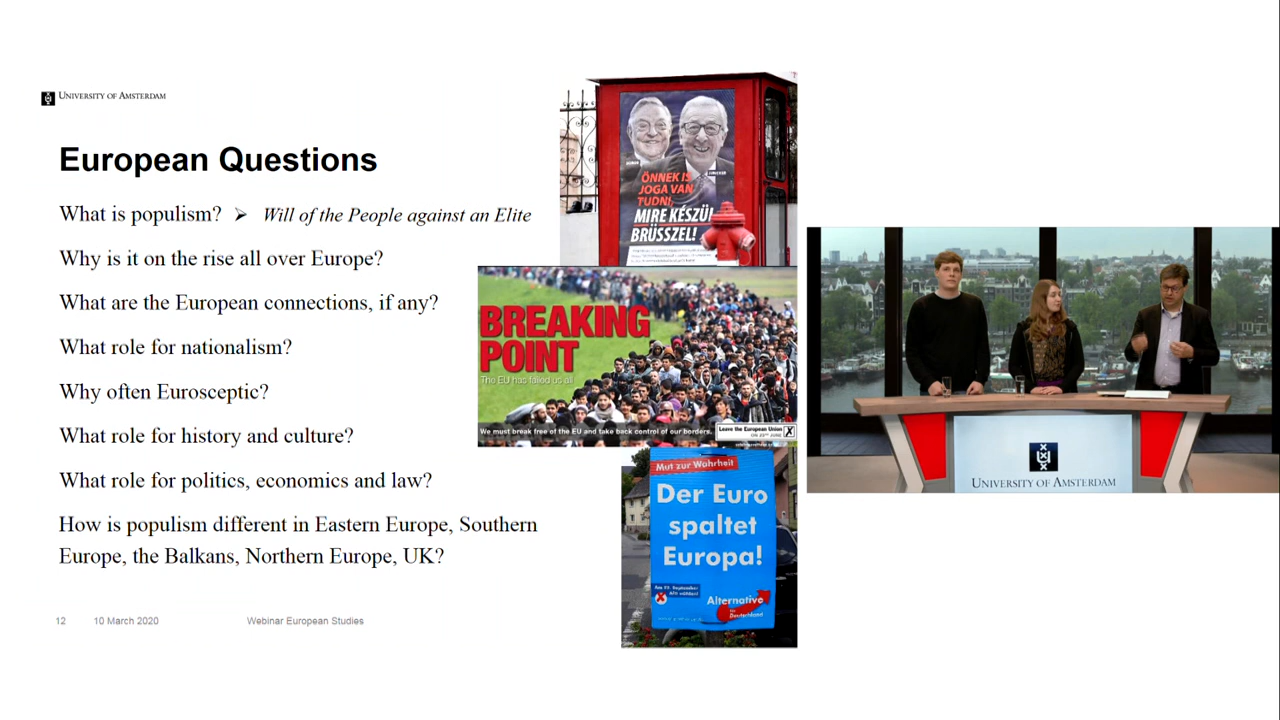 UNIVERSITY OF AMSTERDAM
European Questions
What is populism? ➢ Will of the People against an Elite
Why is it on the rise all over Europe?
What are the European connections, if any?
What role for nationalism?
Why often Eurosceptic?
What role for history and culture?
What role for politics, economics and law?
How is populism different in Eastern Europe, Southern
Europe, the Balkans, Northern Europe, UK?
12 10 March 2020 Webinar European Studies
ÖNNEK IS
JOGA VAN
TUDNI,
MIRE KÉSZÜL
BRÜSSZEL!
BREAKING
POINT
The EU has failed us all
We must break free of the EU and take back control of our borders.
Leave the European Union
ON 23RD JUNE
X
Mut zur Wahrheit
Der Euro
spaltet
Europa!
Alternative
für
Deutschland
UNIVERSITY OF AMSTERDAM